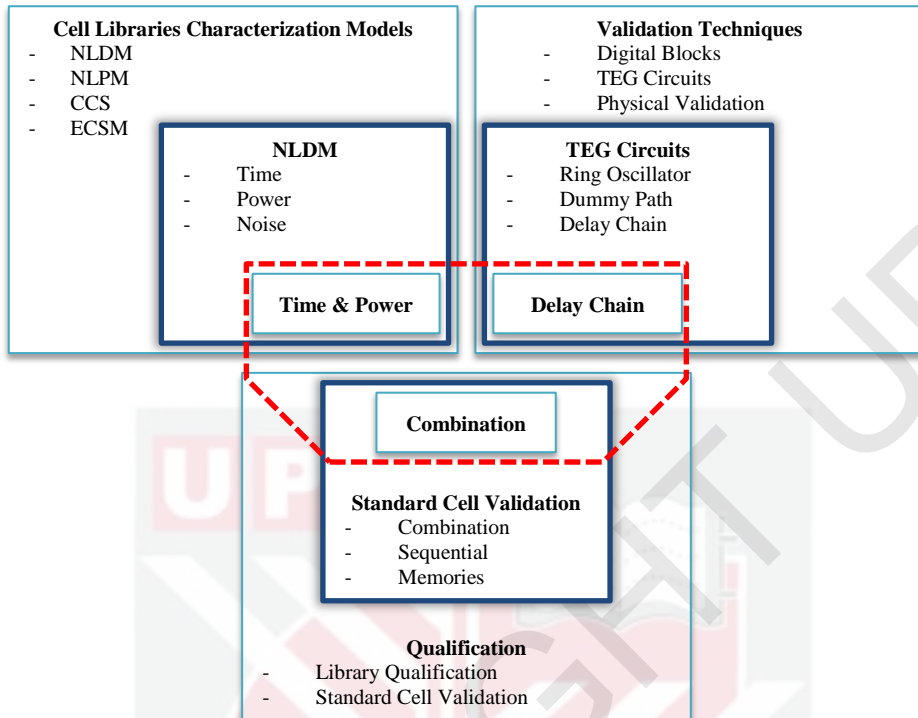 Cell Libraries Characterization Models
- NLDM
- NLPM
- CCS
- ECSM
NLDM
- Time
- Power
- Noise
Time & Power
Validation Techniques
- Digital Blocks
- TEG Circuits
- Physical Validation
TEG Circuits
- Ring Oscillator
- Dummy Path
- Delay Chain
Delay Chain
Combination
Standard Cell Validation
- Combination
- Sequential
- Memories
Qualification
- Library Qualification
- Standard Cell Validation
UP